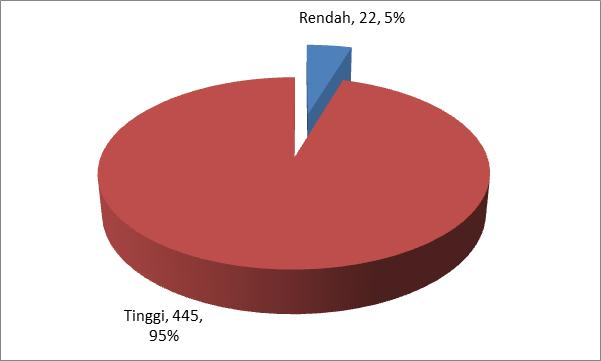 Rendah, 22, 5%
Tinggi, 445,
95%